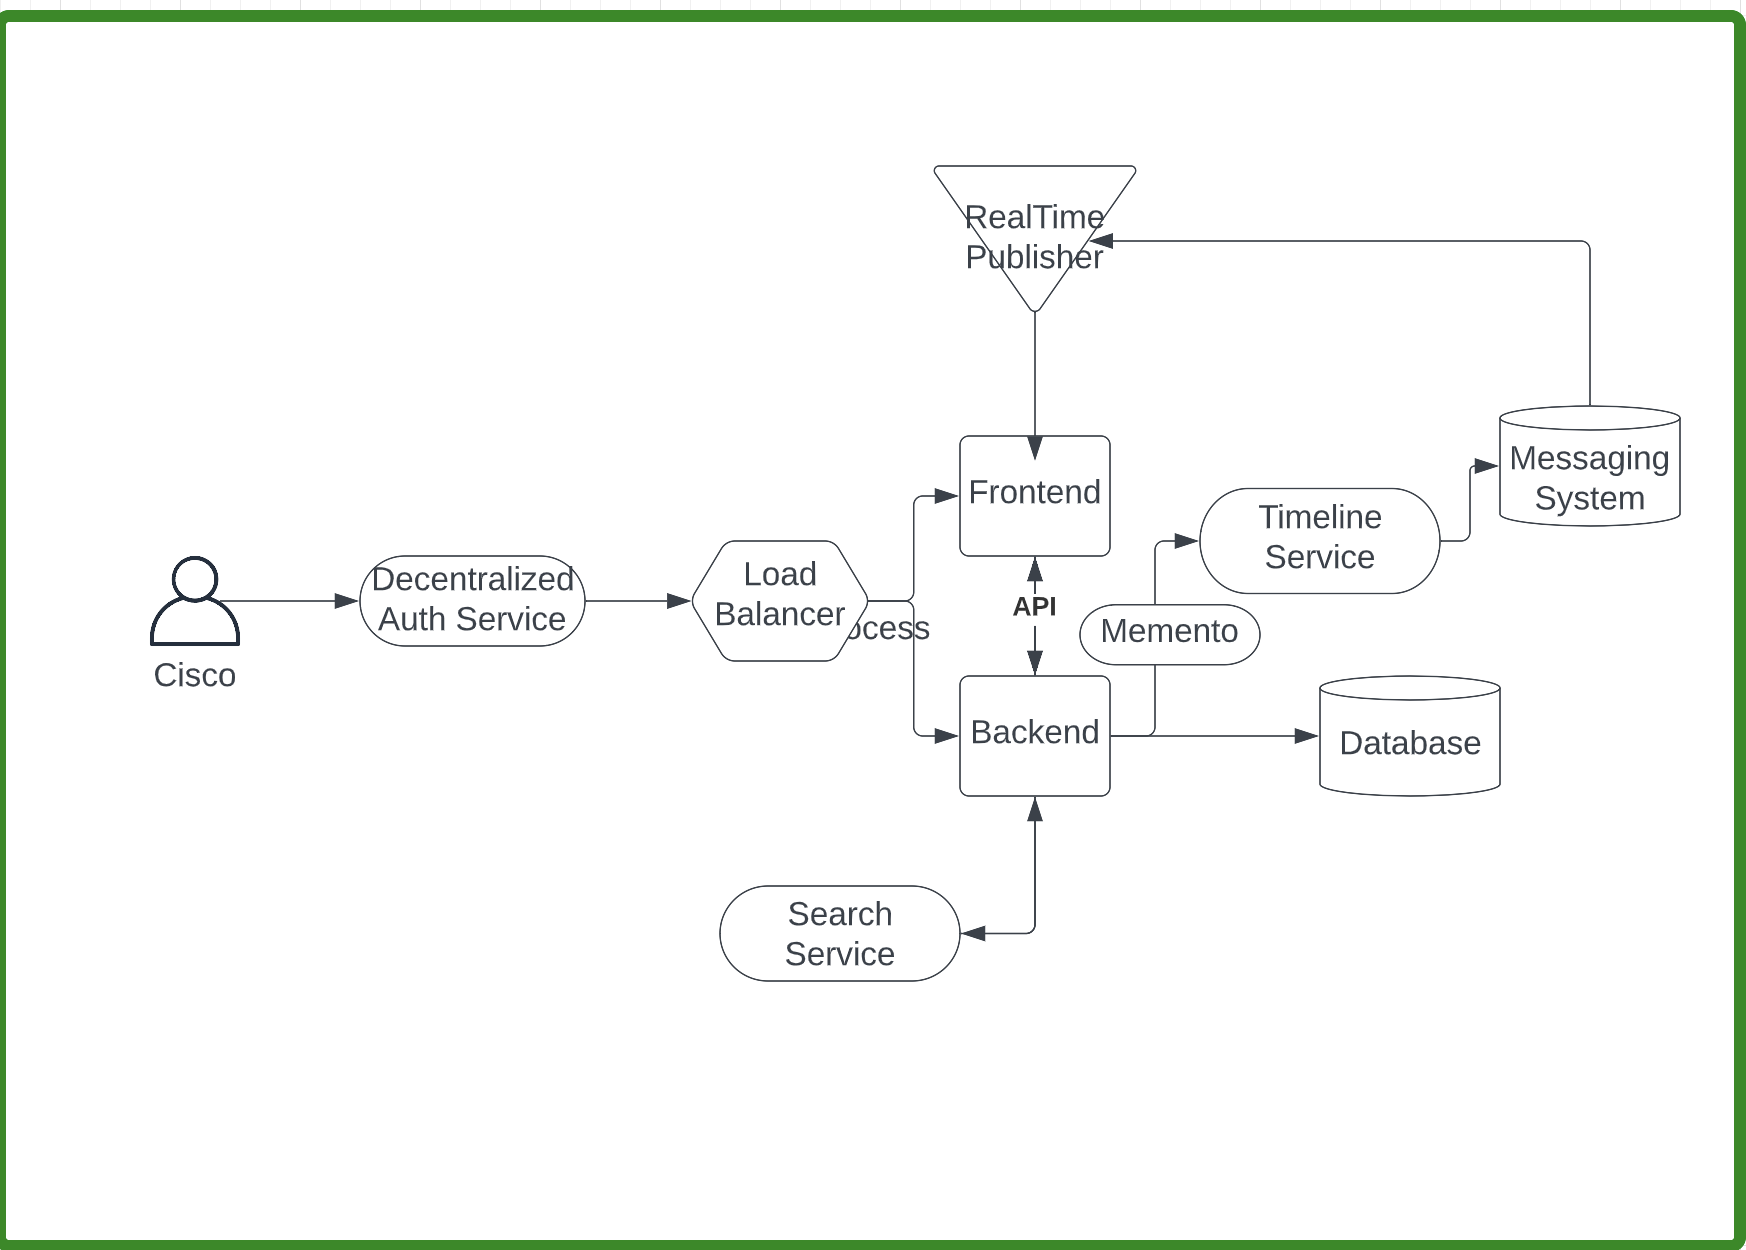 RealTime
Publisher
Frontend
Messaging
System
Timeline
Service
Decentralized
Auth Service
Load
Balancer
ocess
API
Memento
Cisco
Backend
Database
Search
Service